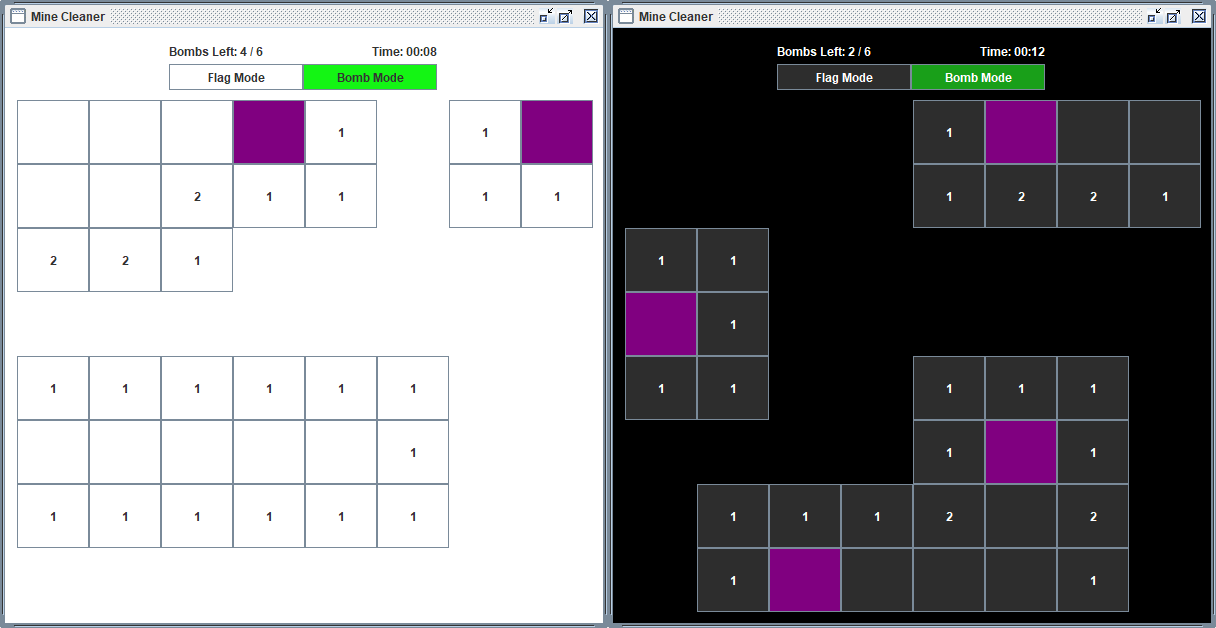 Mine Cleaner
Bombs Left: 4 / 6 Time: 00:08
Flag Mode Bomb Mode
1 1
2 1 1 1 1
2 2 1
1 1 1 1 1 1
1
1 1 1 1 1 1
Mine Cleaner
Bombs Left: 2 / 6 Time: 00:12
Flag Mode Bomb Mode
1
1 2 2 1
1 1
1
1 1 1 1 1
1 1
1 1 1 2 2
1 1